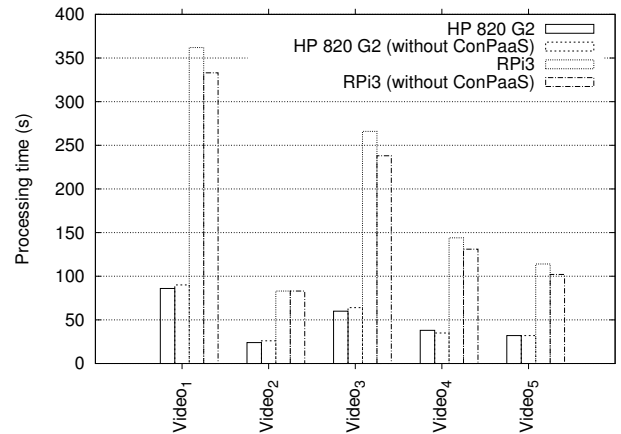 Processing time (s)
400
350
300
250
200
150
100
50
0
HP 820 G2
HP 820 G2 (without ConPaaS)
RPi3
RPi3 (without ConPaaS)
Video1
Video2
Video3
Video4
Video5